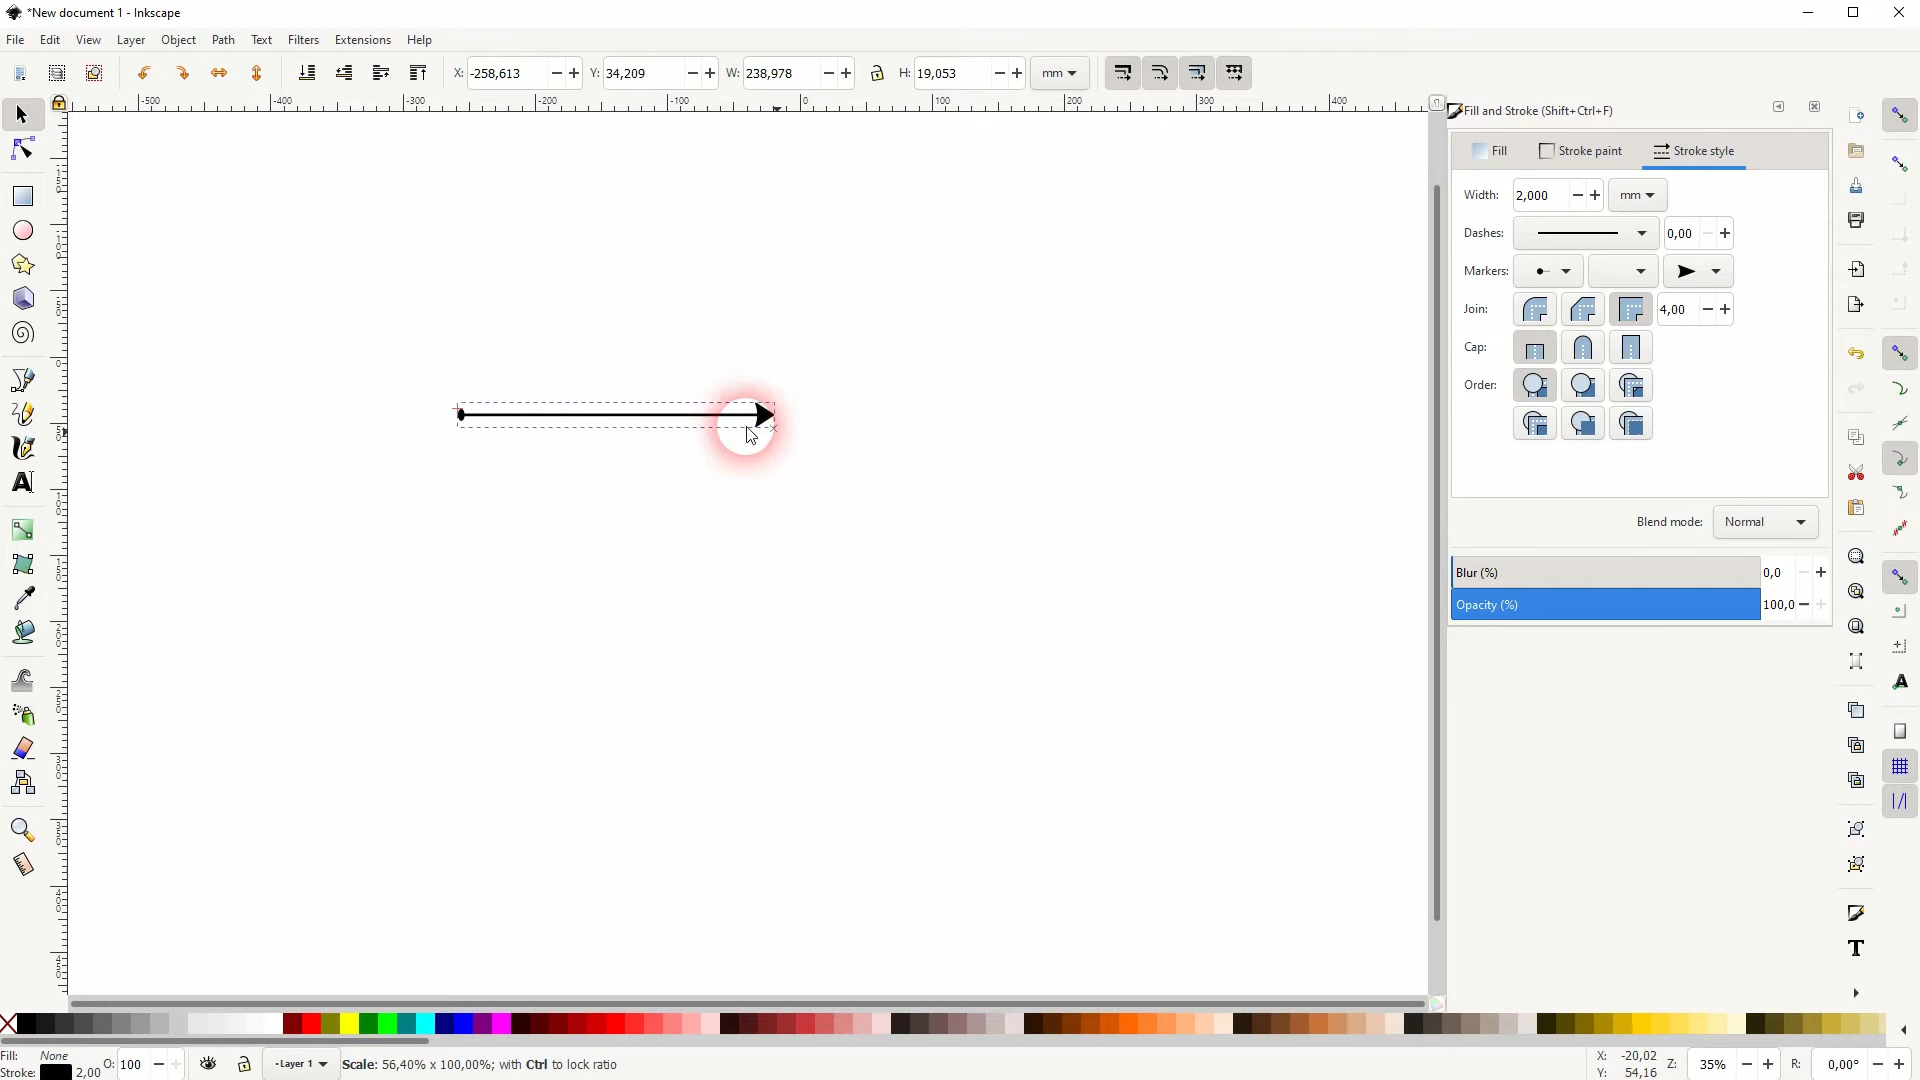 *New document 1 - Inkscape
File Edit View Layer Object Path Text Filters Extensions Help
X: -258,613 Y: 34,209 W: 238,978 H: 19,053 mm
-500 -400 -300 -200 -100 0 100 200 300 400
Fill and Stroke (Shift+Ctrl+F)
Fill Stroke paint Stroke style
Width: 2,000 mm
Dashes: 0,00
Markers:
Join: 4,00
Cap:
Order:
Blend mode: Normal
Blur (%) 0,0
Opacity (%) 100,0
Fill: None O: 100 Layer 1 Scale: 56,40% x 100,00%; with Ctrl to lock ratio X: -20,02 Z: 35% R: 0,00°
Stroke: 2,00 Y: 54,16